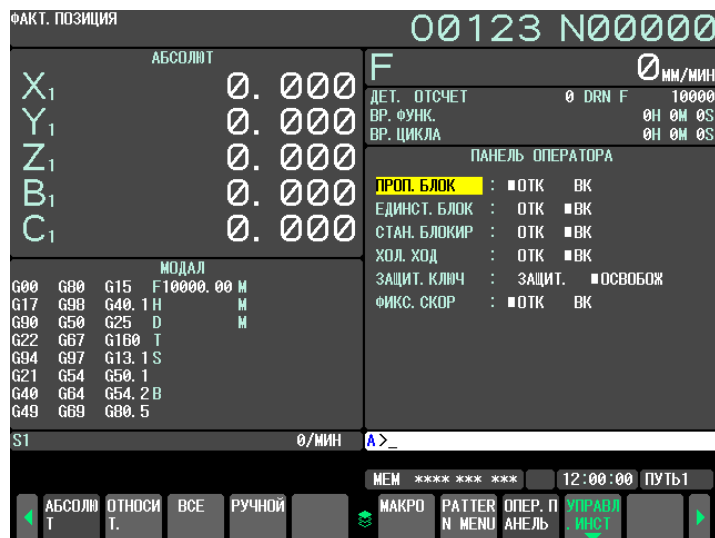 ФАКТ. ПОЗИЦИЯ
O0123 N00000
АБСОЛЮТ
X1 0. 000
Y1 0. 000
Z1 0. 000
B1 0. 000
C1 0. 000
F 0 ММ/МИН
ДЕТ. ОТСЧЕТ 0 DRN F 10000
ВР. ФУНК. 0H 0M 0S
ВР. ЦИКЛА 0H 0M 0S
ПАНЕЛЬ ОПЕРАТОРА
ПРОП. БЛОК : ■ОТК ВК
ЕДИНСТ. БЛОК : ОТК ■ВК
СТАН. БЛОКИР : ОТК ■ВК
ХОЛ. ХОД : ОТК ■ВК
ЗАЩИТ. КЛЮЧ : ЗАЩИТ. ■ОСВОБОЖ
ФИКС. СКОР : ■ОТК ВК
МОДАЛ
G00 G80 G15 F10000. 00 M
G17 G98 G40. 1 H M
G90 G50 G25 D M
G22 G67 G160 T
G94 G97 G13. 1 S
G21 G54 G50. 1
G40 G64 G54. 2 B
G49 G69 G80. 5
S1 0/МИН
A >_
MEM **** *** *** 12:00:00 ПУТЬ1
АБСОЛЮ
Т
ОТНОСИ
Т.
ВСЕ
РУЧНОЙ
МАКРО
PATTER
N MENU
ОПЕР. П
АНЕЛЬ
УПРАВЛ
. ИНСТ